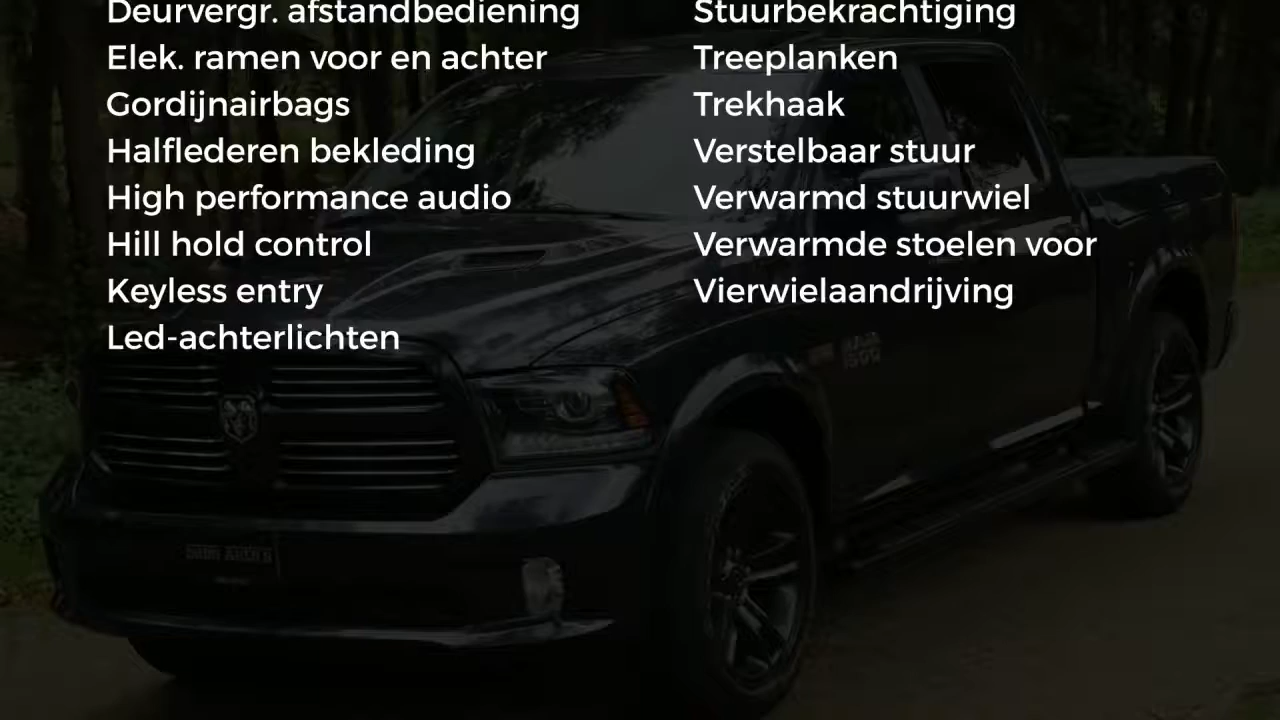 Deurvergr. afstandbediening
Elek. ramen voor en achter
Gordijnairbags
Halflederen bekleding
High performance audio
Hill hold control
Keyless entry
Led-achterlichten
Stuurbekrachtiging
Treeplanken
Trekhaak
Verstelbaar stuur
Verwarmd stuurwiel
Verwarmde stoelen voor
Vierwielaandrijving